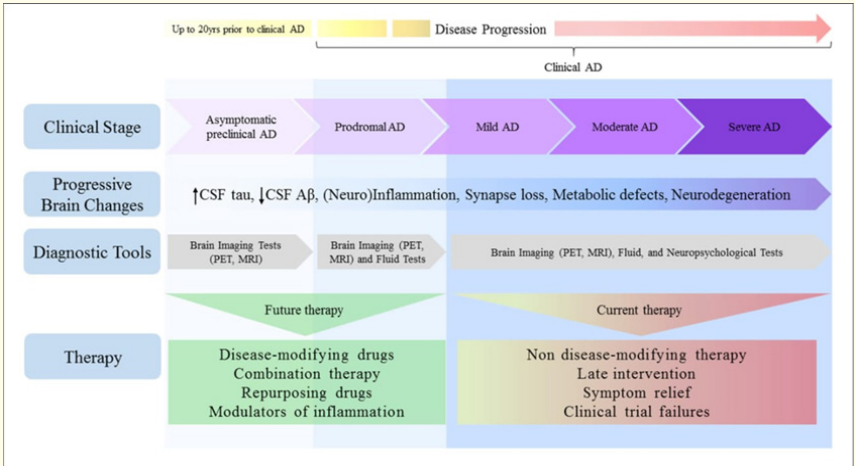 Up to 20yrs prior to clinical AD
Disease Progression
Clinical AD
Clinical Stage
Asymptomatic
preclinical AD
Prodromal AD
Mild AD
Moderate AD
Severe AD
Progressive
Brain Changes
↑CSF tau, ↓CSF Aβ, (Neuro)Inflammation, Synapse loss, Metabolic defects, Neurodegeneration
Diagnostic Tools
Brain Imaging Tests
(PET, MRI)
Brain Imaging (PET,
MRI) and Fluid Tests
Brain Imaging (PET, MRI), Fluid, and Neuropsychological Tests
Therapy
Future therapy
Disease-modifying drugs
Combination therapy
Repurposing drugs
Modulators of inflammation
Current therapy
Non disease-modifying therapy
Late intervention
Symptom relief
Clinical trial failures